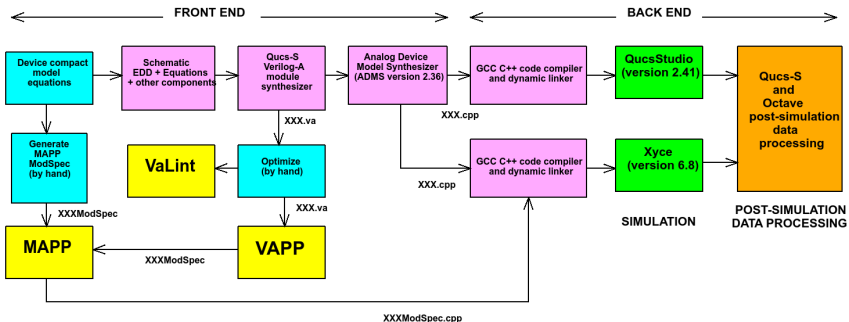 FRONT END
BACK END
Device compact
model
equations
Schematic
EDD + Equations
+ other components
Qucs-S
Verilog-A
module
synthesizer
Analog Device
Model Synthesizer
(ADMS version 2.36)
GCC C++ code compiler
and dynamic linker
QucsStudio
(version 2.41)
Qucs-S
and
Octave
post-simulation
data
processing
XXX.va
XXX.cpp
Generate
MAPP
ModSpec
(by hand)
VaLint
Optimize
(by hand)
XXX.cpp
GCC C++ code compiler
and dynamic linker
Xyce
(version 6.8)
XXXModSpec
XXX.va
SIMULATION
POST-SIMULATION
DATA PROCESSING
MAPP
XXXModSpec
VAPP
XXXModSpec.cpp